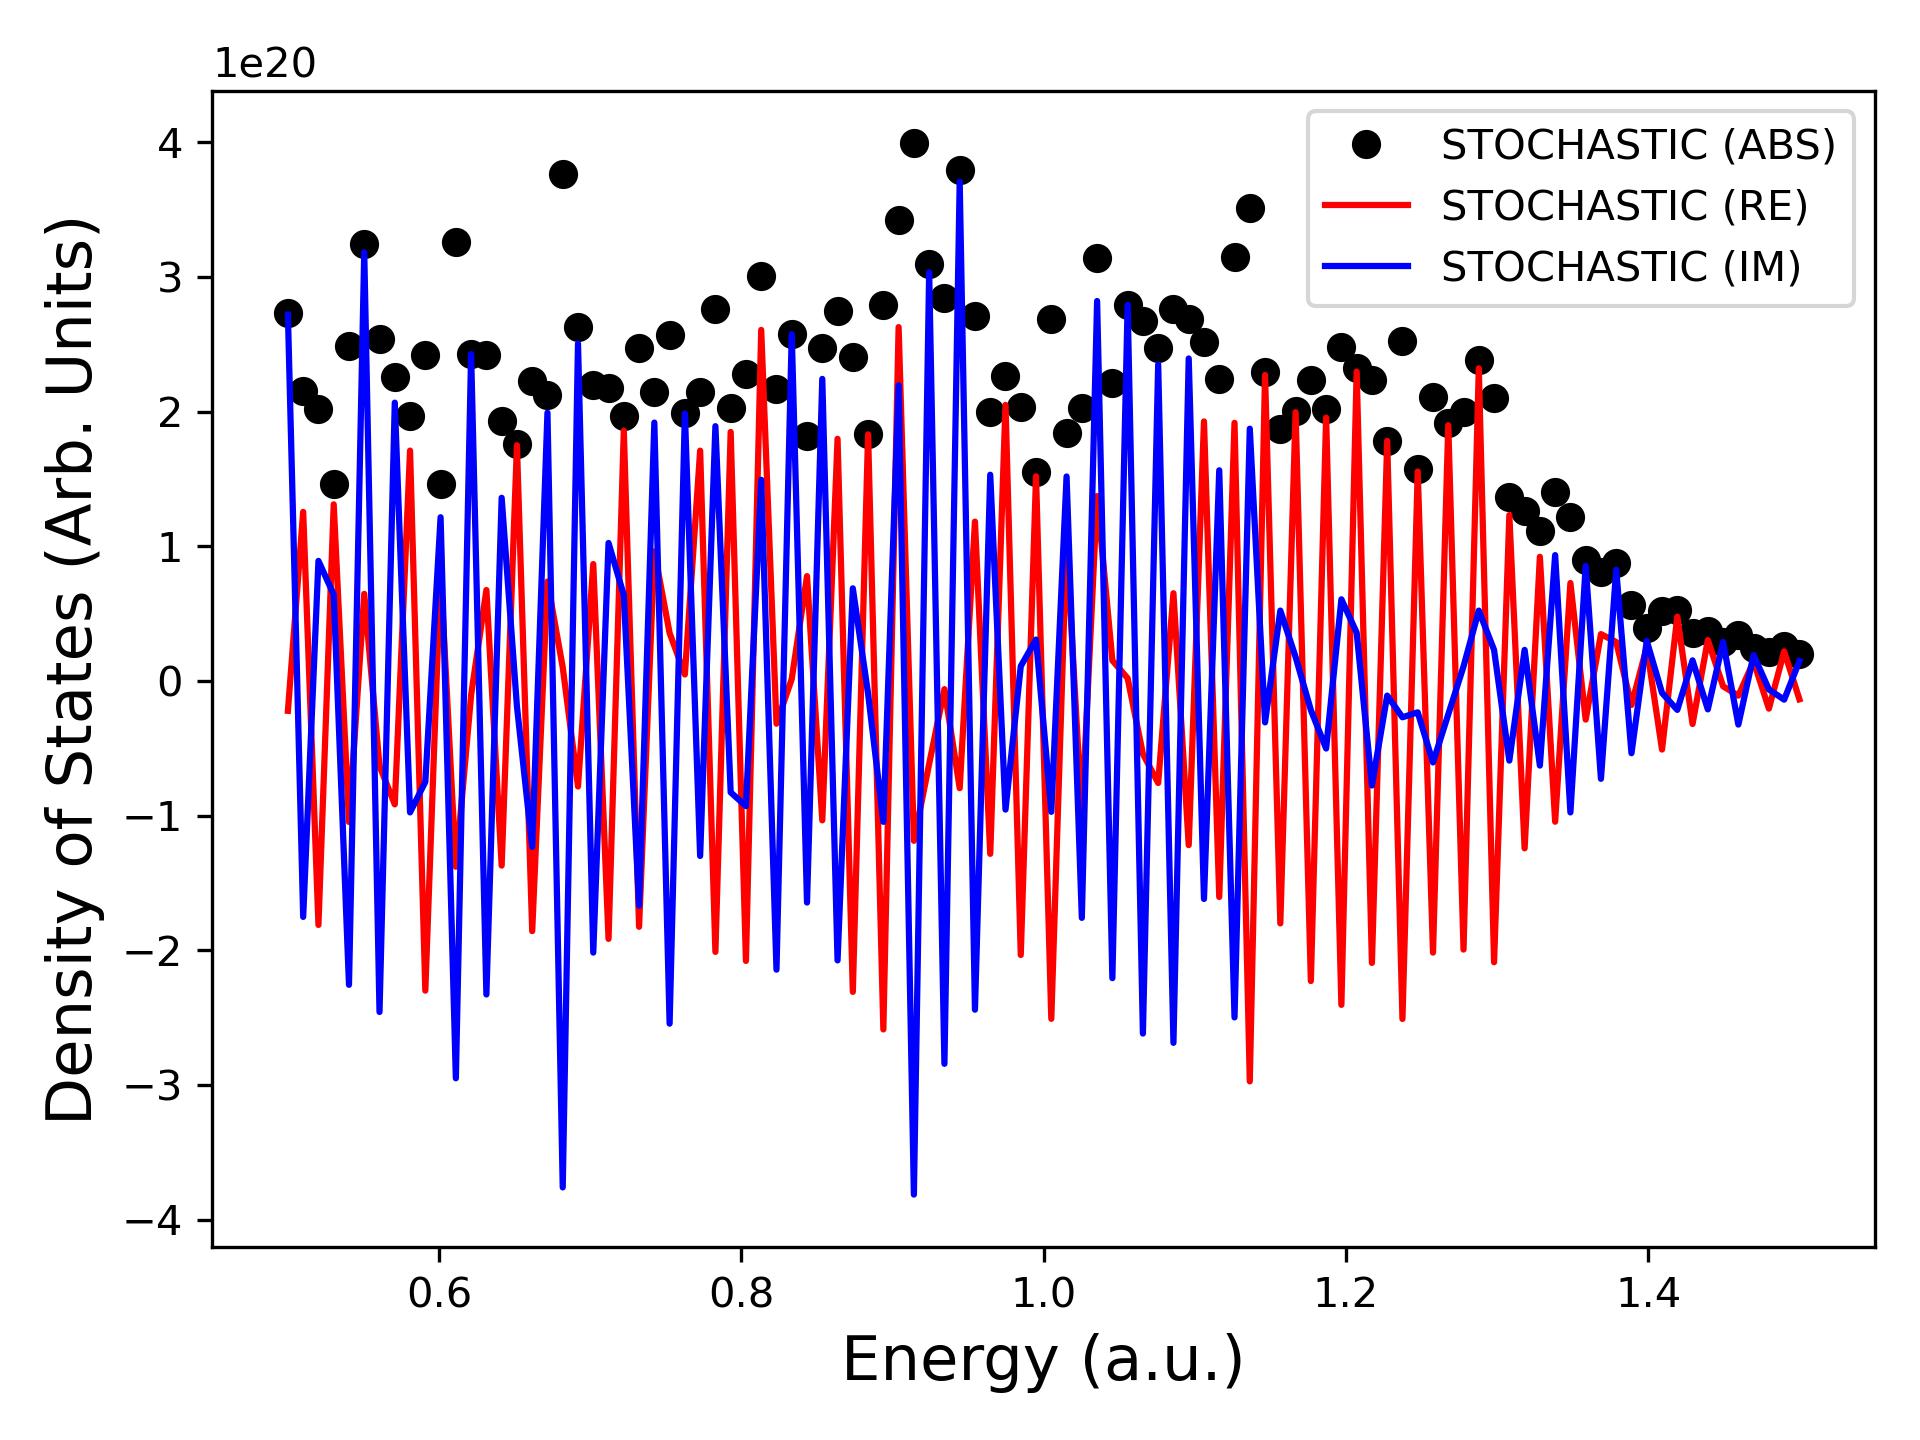 1e20
4
3
2
1
0
−1
−2
−3
−4
Density of States (Arb. Units)
STOCHASTIC (ABS)
STOCHASTIC (RE)
STOCHASTIC (IM)
0.6 0.8 1.0 1.2 1.4
Energy (a.u.)